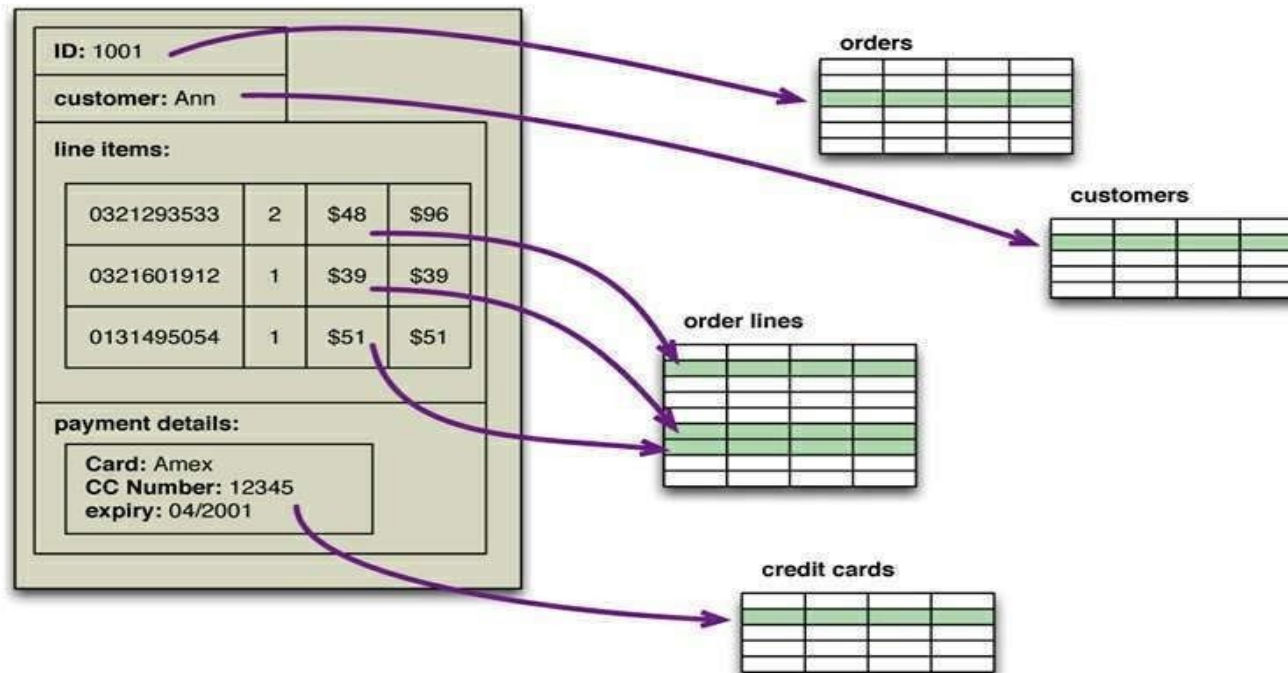 ID: 1001
customer: Ann
line items:
0321293533 2 $48 $96
0321601912 1 $39 $39
0131495054 1 $51 $51
payment details:
Card: Amex
CC Number: 12345
expiry: 04/2001
orders
customers
order lines
credit cards